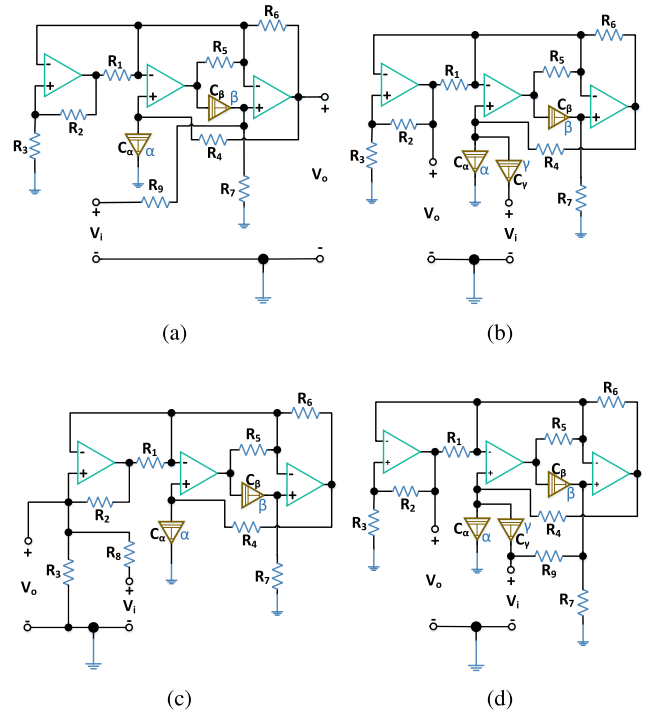 R6
R5
R1
- - -
+ + +
Cβ β
R2
R3
Cα α
R4
+
Vo
R9
R7
+
Vi
- -
(a)
R6
R5
R1
- - -
+ + +
Cβ β
R2
R3
γ
R4
Cα α
Cγ
+ +
Vo Vi
R7
- -
(b)
R6
R5
R1
- - -
+ + +
Cβ β
R2
Cα α
R4
+
R3 R8
R7
Vo + Vi
- -
(c)
R6
R5
R1
- - -
+ + +
Cβ β
R2
R3
γ
R4
Cα α
Cγ
R9
+ +
Vo Vi
R7
- -
(d)